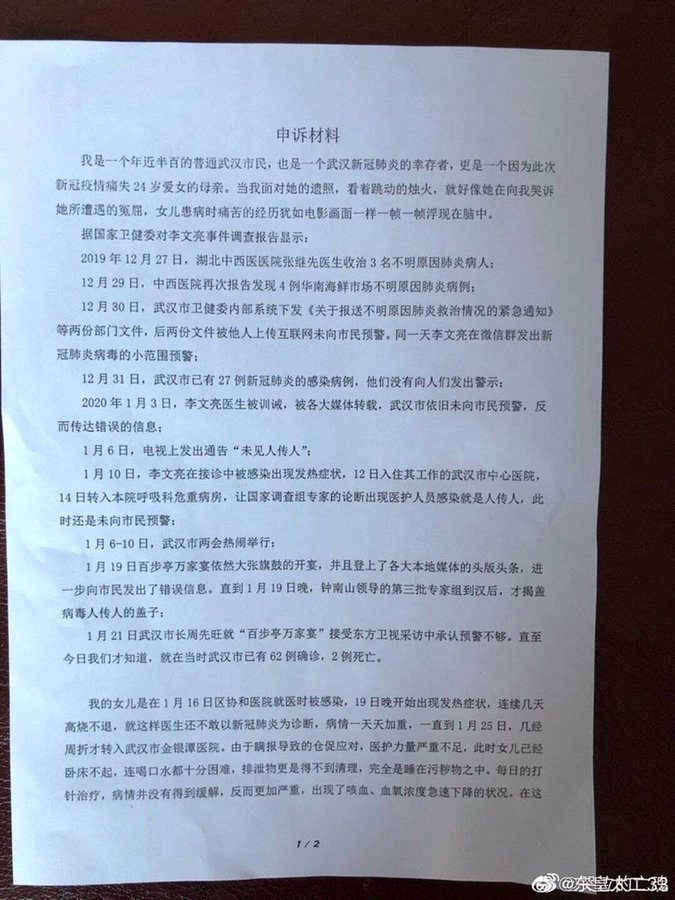 申诉材料
我是一个年近半百的普通武汉市民，也是一个武汉新冠肺炎的幸存者，更是一个因为此次
新冠疫情痛失 24 岁爱女的母亲。当我面对她的遗照，看着跳动的烛火，就好像她在向我哭诉
她所遭遇的冤屈，女儿患病时痛苦的经历犹如电影画面一样一帧一帧浮现在脑中。
据国家卫健委对李文亮事件调查报告显示：
2019 年 12 月 27 日，湖北中西医医院张继先医生收治 3 名不明原因肺炎病人；
12 月 29 日，中西医院再次报告发现 4 例华南海鲜市场不明原因肺炎病例；
12 月 30 日，武汉市卫健委内部系统下发《关于报送不明原因肺炎救治情况的紧急通知》
等两份部门文件，后两份文件被他人上传互联网未向市民预警。同一天李文亮在微信群发出新
冠肺炎病毒的小范围预警；
12 月 31 日，武汉市已有 27 例新冠肺炎的感染病例，他们没有向人们发出警示；
2020 年 1 月 3 日，李文亮医生被训诫，被各大媒体转载，武汉市依旧未向市民预警，反
而传达错误的信息；
1 月 6 日，电视上发出通告“未见人传人”；
1 月 10 日，李文亮在接诊中被感染出现发热症状，12 日入住其工作的武汉市中心医院，
14 日转入本院呼吸科危重病房，让国家调查组专家的论断出现医护人员感染就是人传人，此
时还是未向市民预警；
1 月 6-10 日，武汉市两会热闹举行；
1 月 19 日百步亭万家宴依然大张旗鼓的开宴，并且登上了各大本地媒体的头版头条，进
一步向市民发出了错误信息。直到 1 月 19 日晚，钟南山领导的第三批专家组到汉后，才揭盖
病毒人传人的盖子；
1 月 21 日武汉市长周先旺就“百步亭万家宴”接受东方卫视采访中承认预警不够。直至
今日我们才知道，就在当时武汉市已有 62 例确诊，2 例死亡。
我的女儿是在 1 月 16 日区协和医院就医时被感染，19 日晚开始出现发热症状，连续几天
高烧不退，就这样医生还不敢以新冠肺炎为诊断，病情一天天加重，一直到 1 月 25 日，几经
周折才转入武汉市金银潭医院。由于瞒报导致的仓促应对，医护力量严重不足，此时女儿已经
卧床不起，连喝口水都十分困难，排泄物更是得不到清理，完全是睡在污秽物之中。每日的打
针治疗，病情并没有得到缓解，反而更加严重，出现了咳血、血氧浓度急速下降的状况。在这
1 / 2